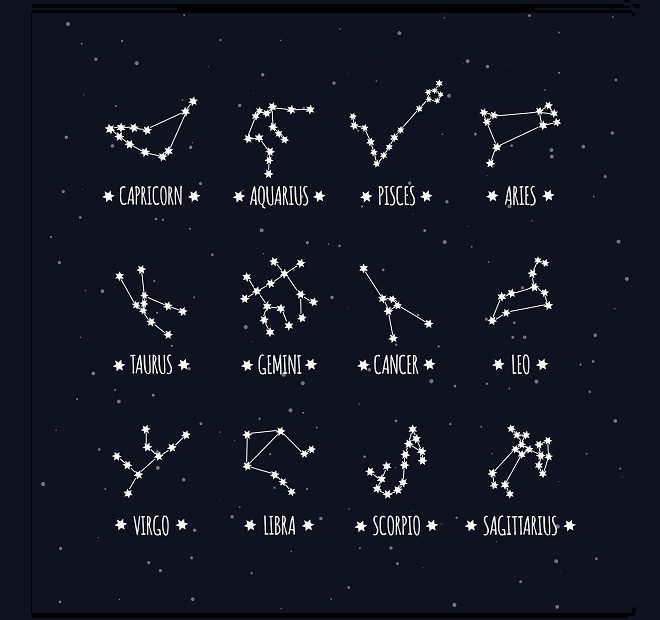 CAPRICORN AQUARIUS PISCES ARIES
TAURUS GEMINI CANCER LEO
VIRGO LIBRA SCORPIO SAGITTARIUS